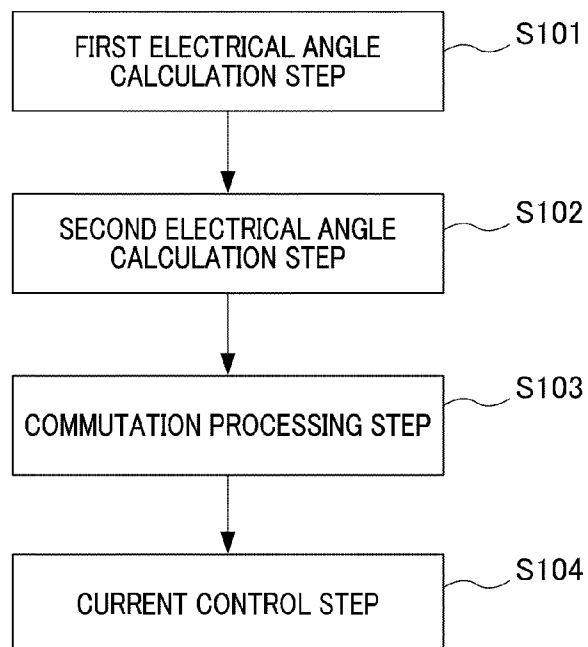 FIRST ELECTRICAL ANGLE
CALCULATION STEP
S101
SECOND ELECTRICAL ANGLE
CALCULATION STEP
S102
COMMUTATION PROCESSING STEP
S103
CURRENT CONTROL STEP
S104